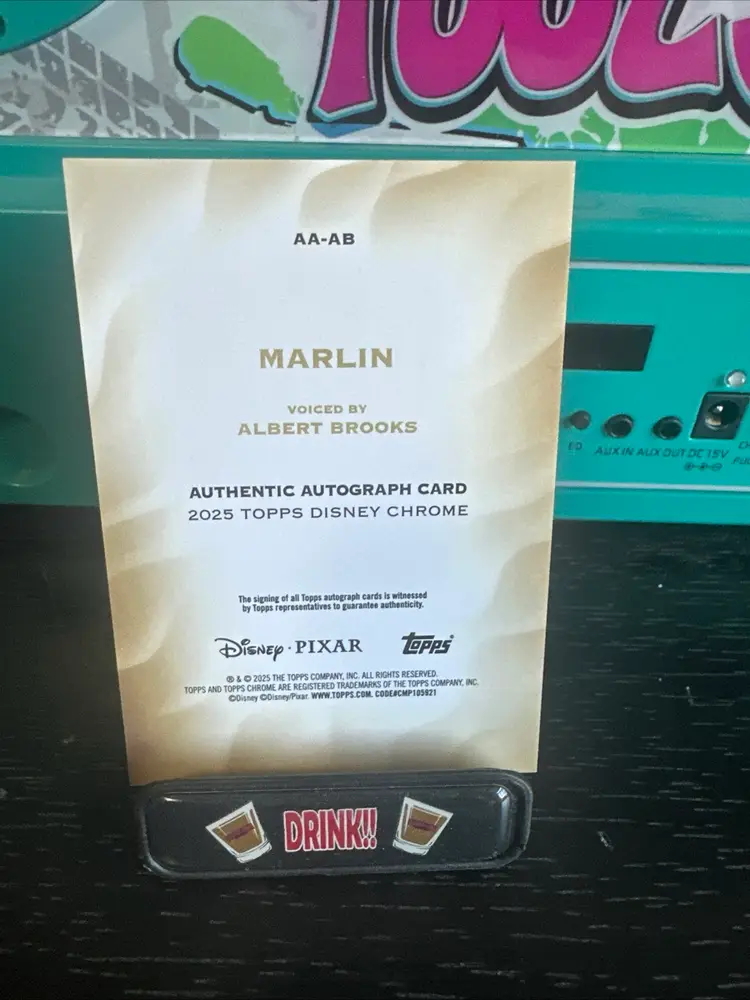 AA-AB
MARLIN
VOICED BY
ALBERT BROOKS
AUTHENTIC AUTOGRAPH CARD
2025 TOPPS DISNEY CHROME
The signing of all Topps autograph cards is witnessed
by Topps representatives to guarantee authenticity.
Disney · PIXAR topps
® & © 2025 THE TOPPS COMPANY, INC. ALL RIGHTS RESERVED.
TOPPS AND TOPPS CHROME ARE REGISTERED TRADEMARKS OF THE TOPPS COMPANY, INC.
©Disney ©Disney/Pixar. WWW.TOPPS.COM. CODE#CMP105921
AUX IN AUX OUT DC 15V
DRINK!!